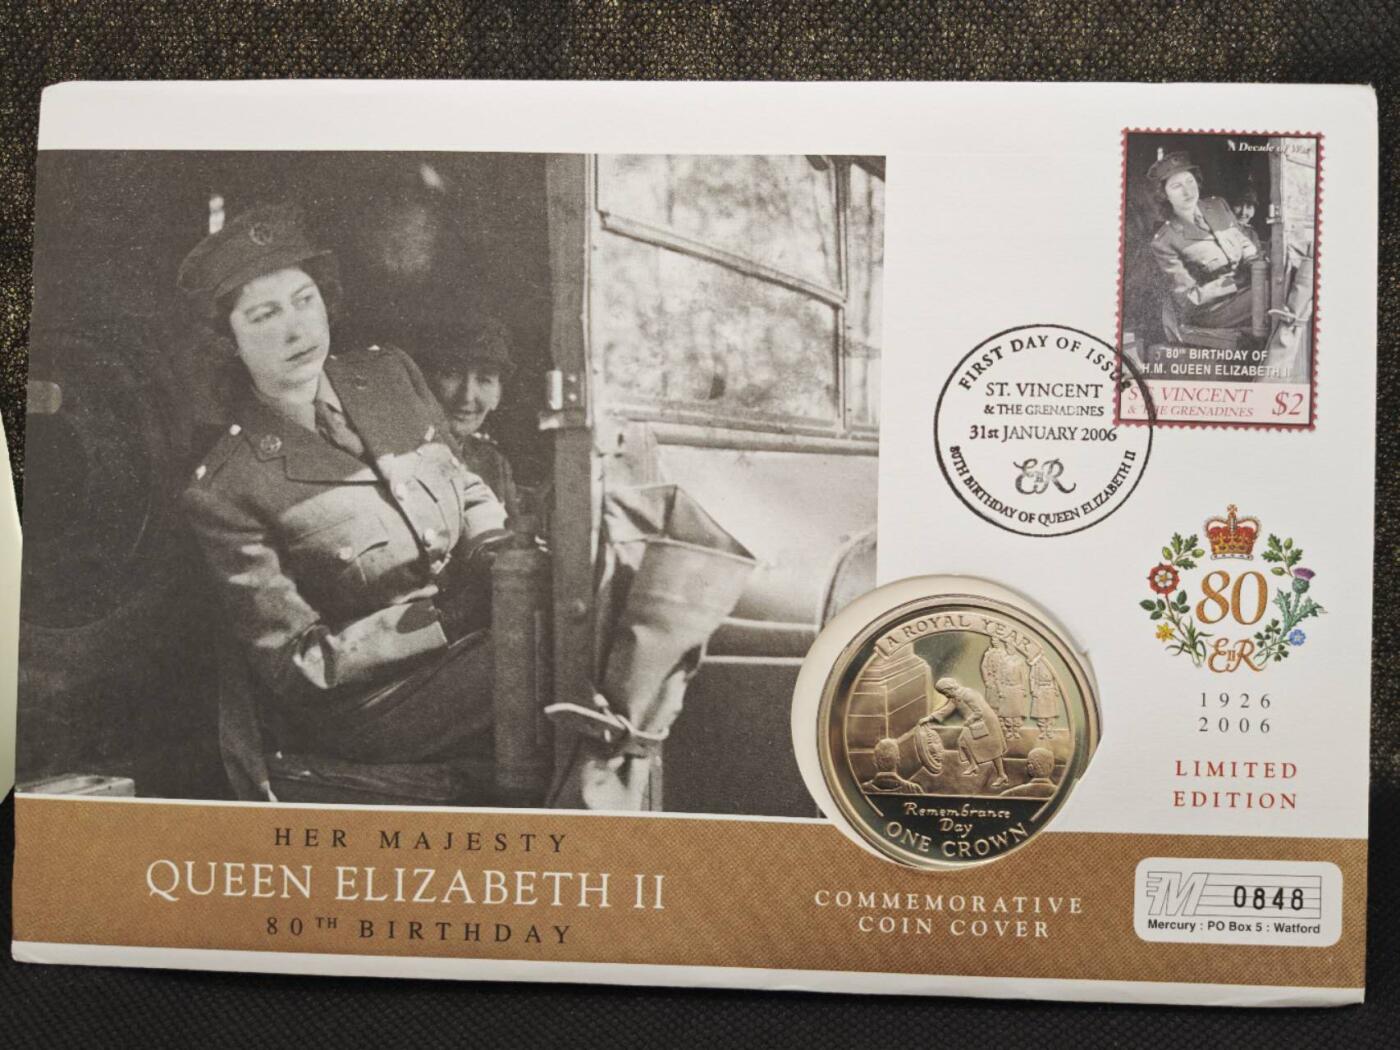 A Decade of War
80TH BIRTHDAY OF
H.M. QUEEN ELIZABETH II
ST. VINCENT
& THE GRENADINES $2
FIRST DAY OF ISSUE
ST. VINCENT
& THE GRENADINES
31st JANUARY 2006
EIIR
80TH BIRTHDAY OF QUEEN ELIZABETH II
80
EIIR
1926
2006
LIMITED
EDITION
A ROYAL YEAR
Remembrance
Day
ONE CROWN
HER MAJESTY
QUEEN ELIZABETH II
80TH BIRTHDAY
COMMEMORATIVE
COIN COVER
M 0848
Mercury : PO Box 5 : Watford